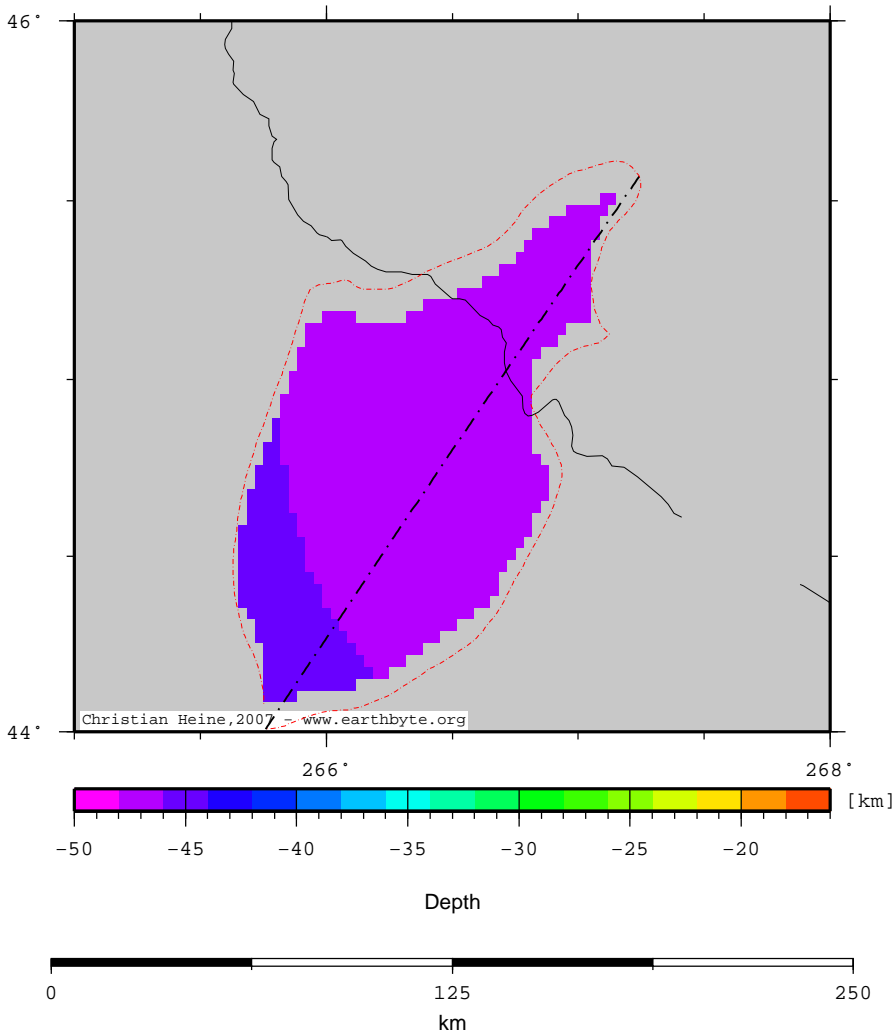 46°
Christian Heine,2007 – www.earthbyte.org
44°
266° 268°
[km]
−50 −45 −40 −35 −30 −25 −20
Depth
0 125 250
km